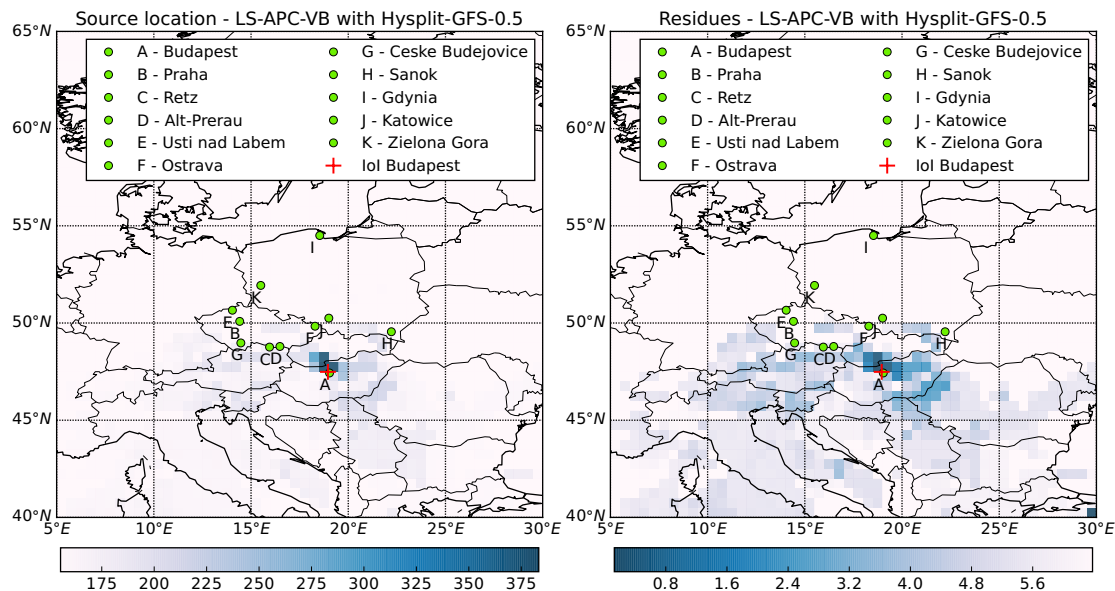 Source location - LS-APC-VB with Hysplit-GFS-0.5
65°N
60°N
55°N
50°N
45°N
40°N
5°E
10°E
15°E
20°E
25°E
30°E
A - Budapest
B - Praha
C - Retz
D - Alt-Prerau
E - Usti nad Labem
F - Ostrava
G - Ceske Budejovice
H - Sanok
I - Gdynia
J - Katowice
K - Zielona Gora
IoI Budapest
I
K
E
B
G
CD
F
J
H
A
175 200 225 250 275 300 325 350 375
Residues - LS-APC-VB with Hysplit-GFS-0.5
65°N
60°N
55°N
50°N
45°N
40°N
5°E
10°E
15°E
20°E
25°E
30°E
A - Budapest
B - Praha
C - Retz
D - Alt-Prerau
E - Usti nad Labem
F - Ostrava
G - Ceske Budejovice
H - Sanok
I - Gdynia
J - Katowice
K - Zielona Gora
IoI Budapest
I
K
E
B
G
CD
F
J
H
A
0.8 1.6 2.4 3.2 4.0 4.8 5.6